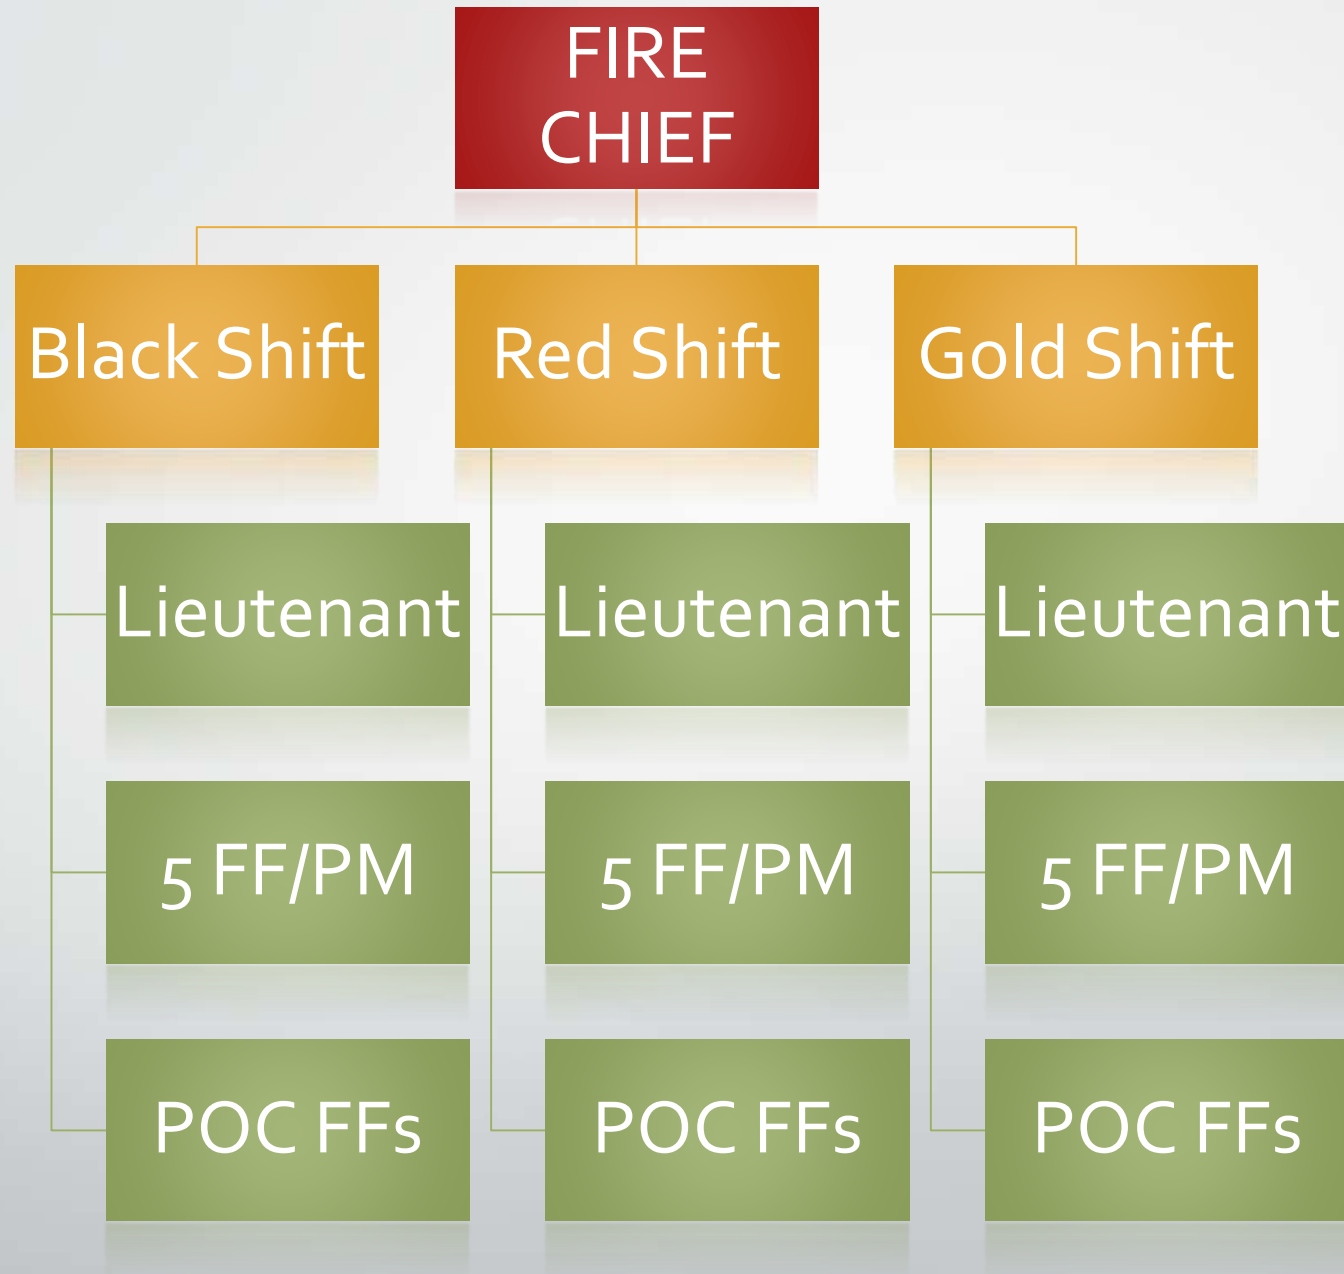 FIRE
CHIEF
Black Shift
Red Shift
Gold Shift
Lieutenant
Lieutenant
Lieutenant
5 FF/PM
5 FF/PM
5 FF/PM
POC FFs
POC FFs
POC FFs